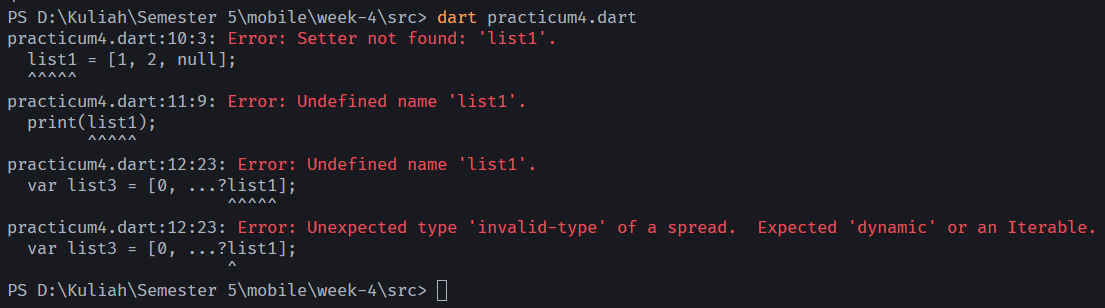 PS D:\Kuliah\Semester 5\mobile\week-4\src> dart practicum4.dart
practicum4.dart:10:3: Error: Setter not found: 'list1'.
  list1 = [1, 2, null];
  ^^^^^
practicum4.dart:11:9: Error: Undefined name 'list1'.
  print(list1);
        ^^^^^
practicum4.dart:12:23: Error: Undefined name 'list1'.
  var list3 = [0, ...?list1];
                      ^^^^^
practicum4.dart:12:23: Error: Unexpected type 'invalid-type' of a spread.  Expected 'dynamic' or an Iterable.
  var list3 = [0, ...?list1];
                      ^
PS D:\Kuliah\Semester 5\mobile\week-4\src>